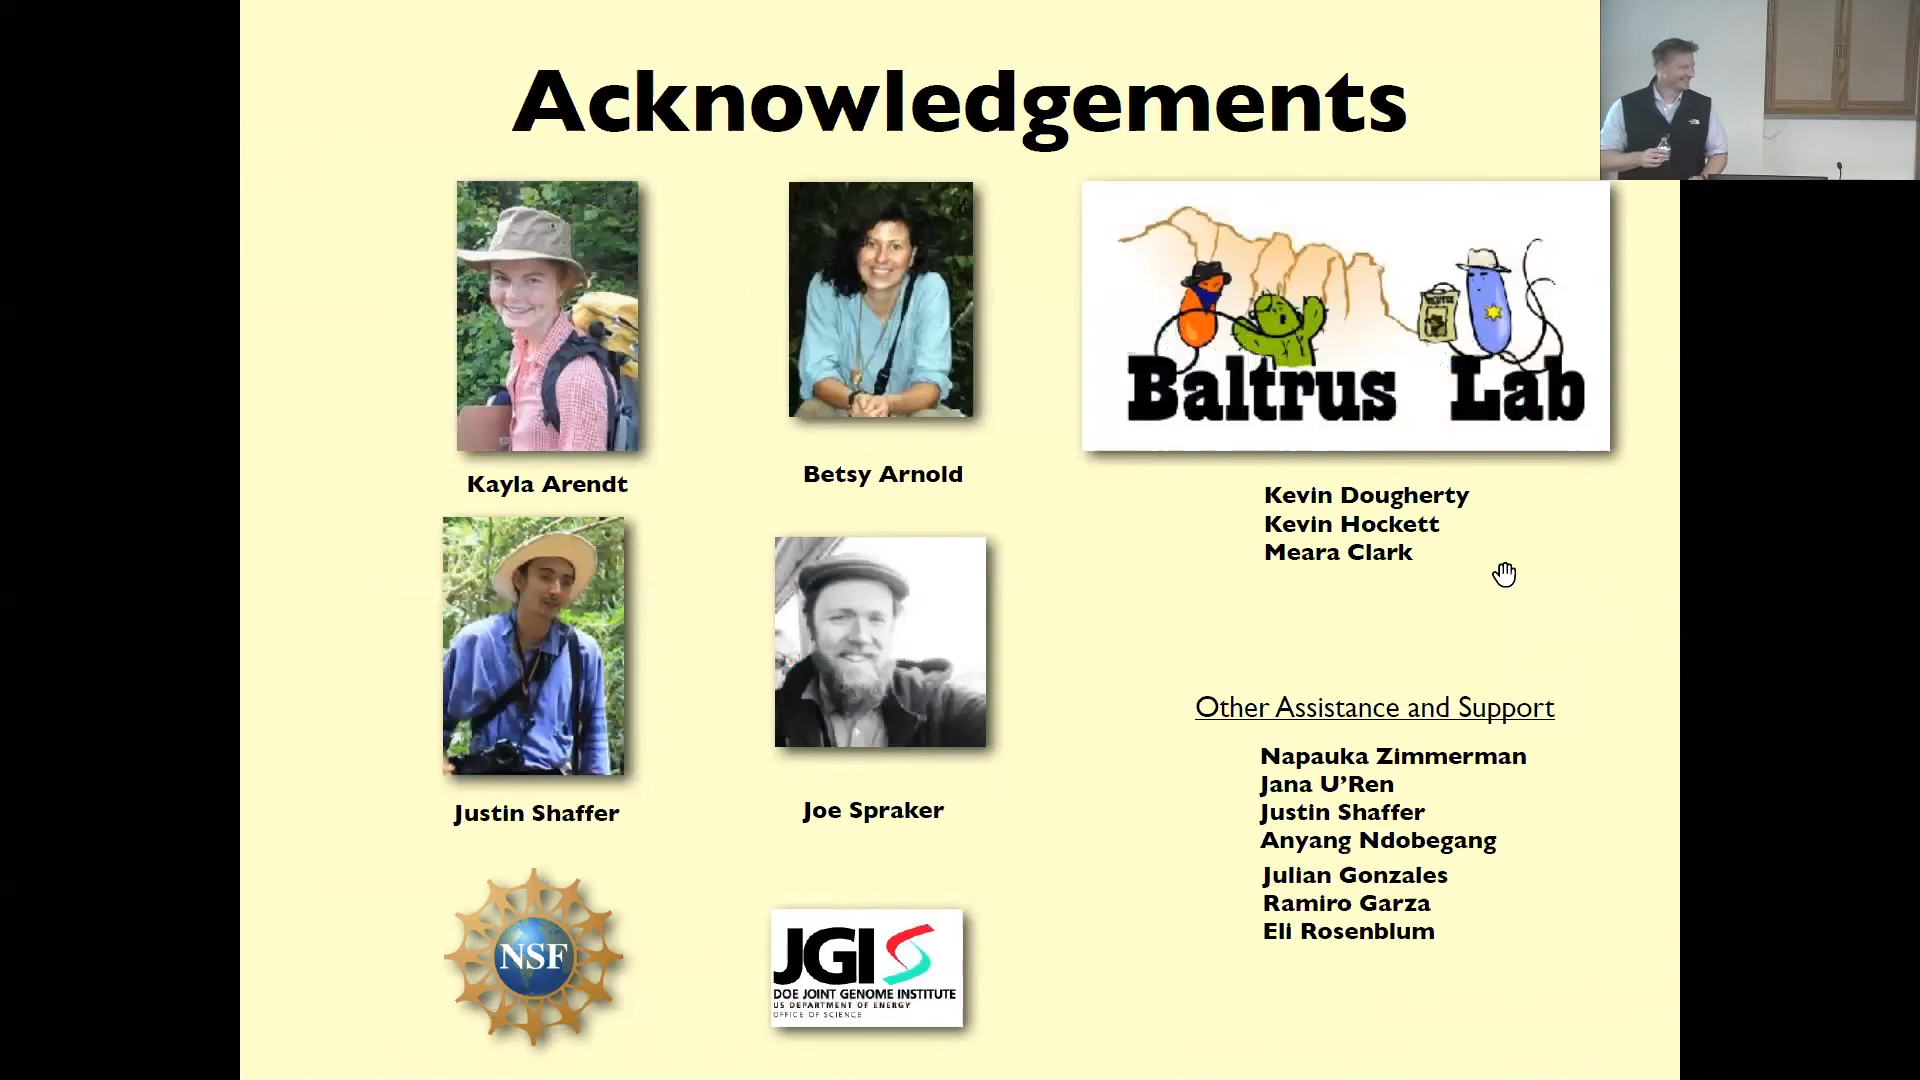 Acknowledgements
Kayla Arendt
Betsy Arnold
Baltrus Lab
Kevin Dougherty
Kevin Hockett
Meara Clark
Justin Shaffer
Joe Spraker
Other Assistance and Support
Napauka Zimmerman
Jana U'Ren
Justin Shaffer
Anyang Ndobegang
Julian Gonzales
Ramiro Garza
Eli Rosenblum
NSF
JGI
DOE JOINT GENOME INSTITUTE
US DEPARTMENT OF ENERGY
OFFICE OF SCIENCE